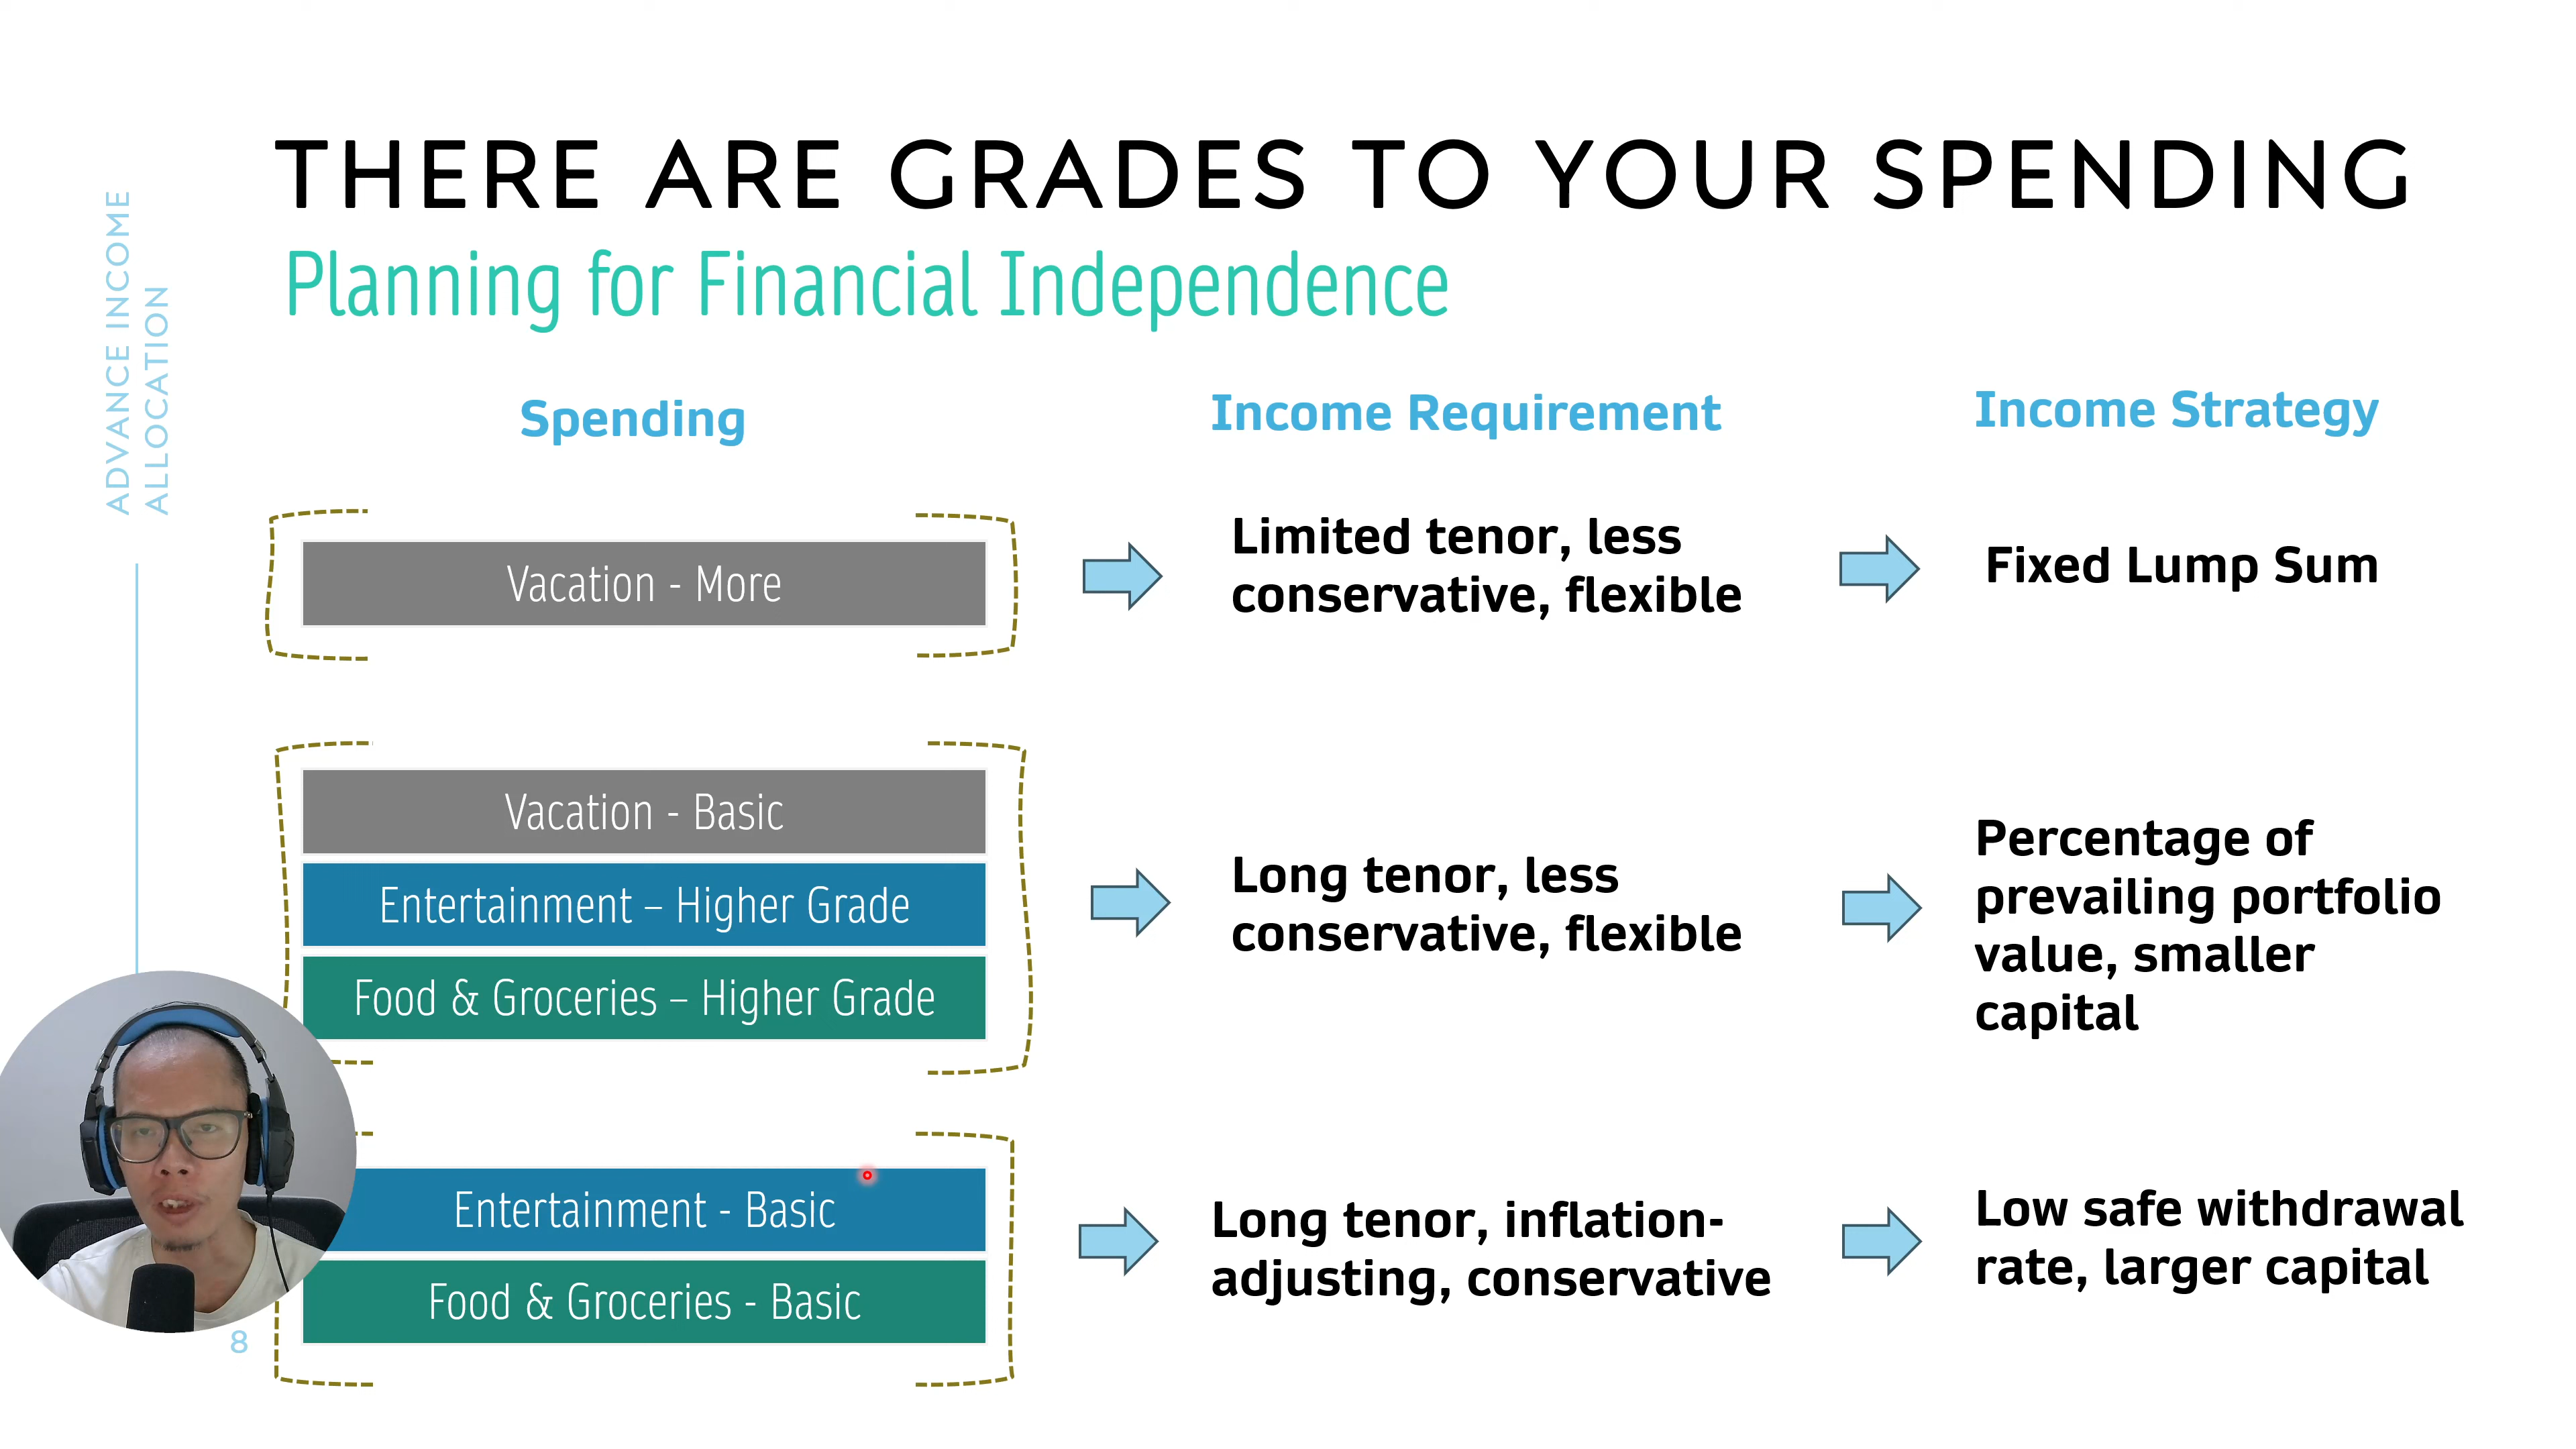 THERE ARE GRADES TO YOUR SPENDING
Planning for Financial Independence
ADVANCE INCOME
ALLOCATION
Spending
Income Requirement
Income Strategy
Vacation - More
Limited tenor, less
conservative, flexible
Fixed Lump Sum
Vacation - Basic
Entertainment – Higher Grade
Food & Groceries – Higher Grade
Long tenor, less
conservative, flexible
Percentage of
prevailing portfolio
value, smaller
capital
Entertainment - Basic
Food & Groceries - Basic
Long tenor, inflation-
adjusting, conservative
Low safe withdrawal
rate, larger capital
8